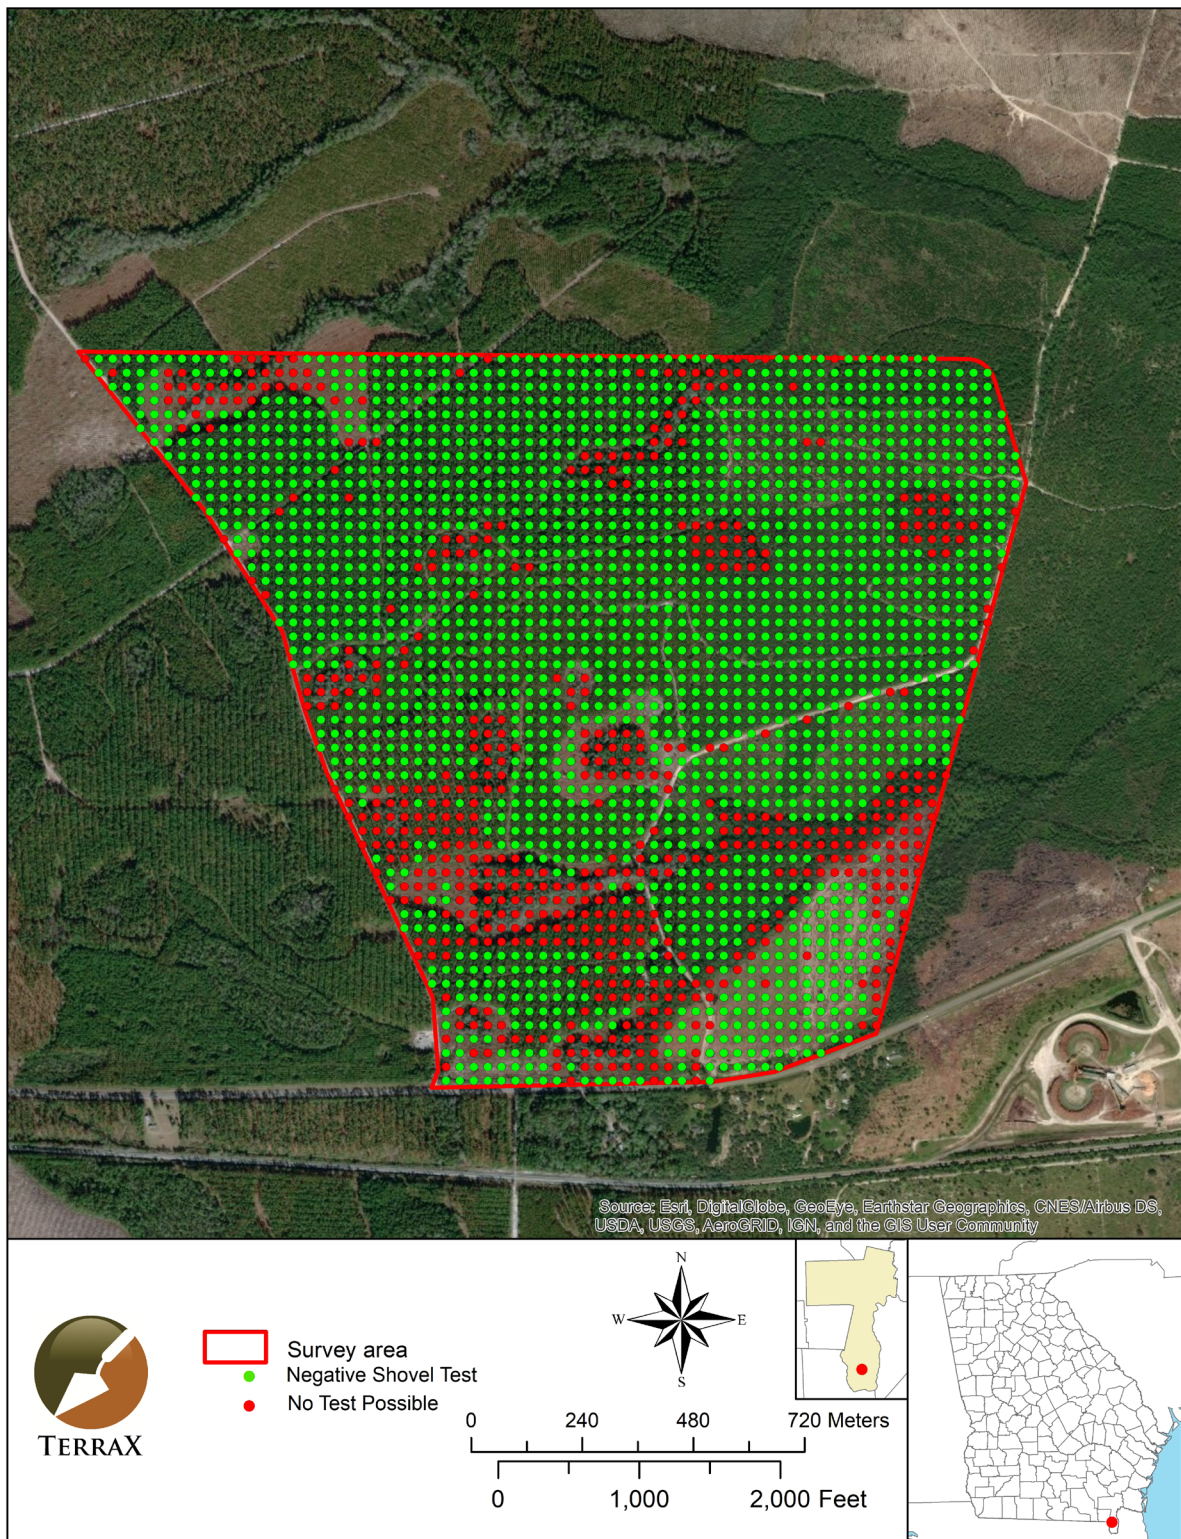 Source: Esri, DigitalGlobe, GeoEye, Earthstar Geographics, CNES/Airbus DS,
USDA, USGS, AeroGRID, IGN, and the GIS User Community
TERRAX
Survey area
Negative Shovel Test
No Test Possible
N
W E
S
0 240 480 720 Meters
0 1,000 2,000 Feet